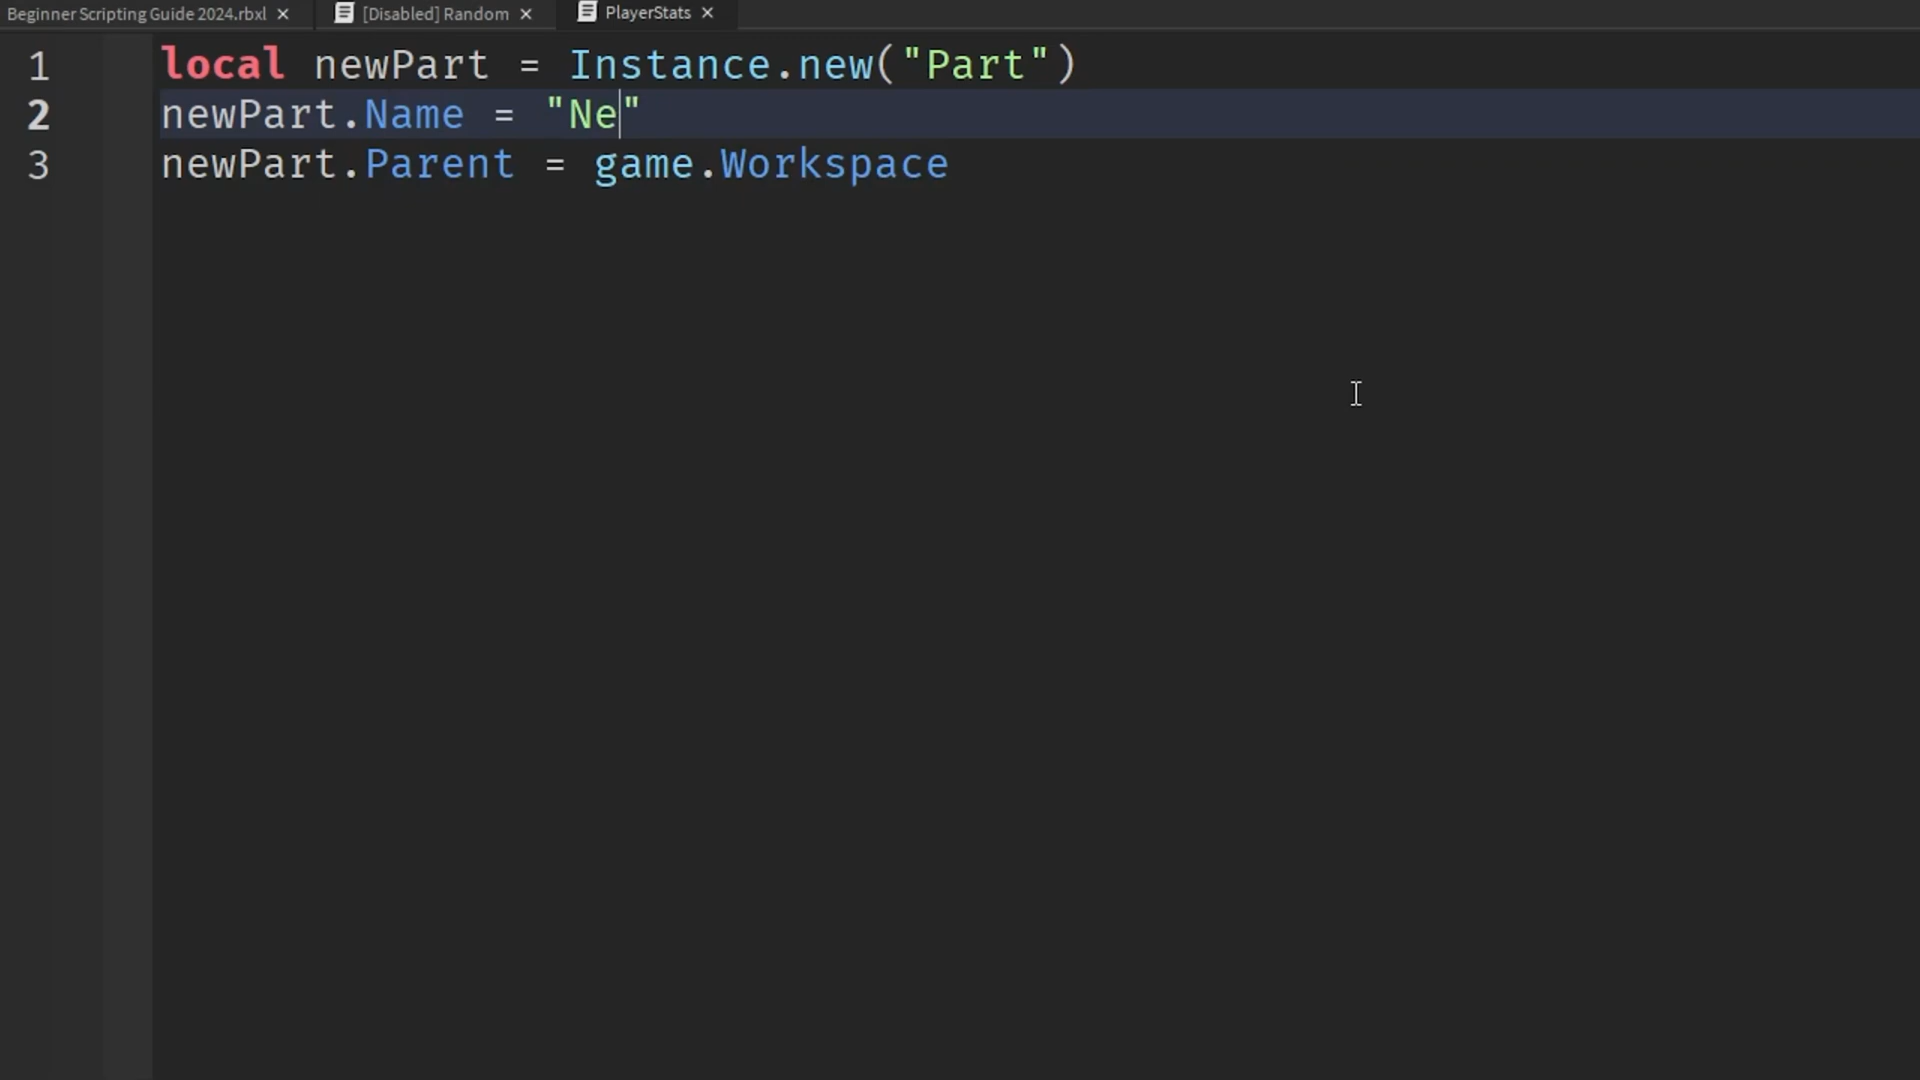 Beginner Scripting Guide 2024.rbxl × [Disabled] Random × PlayerStats ×
1 local newPart = Instance.new("Part")
2 newPart.Name = "Ne"
3 newPart.Parent = game.Workspace